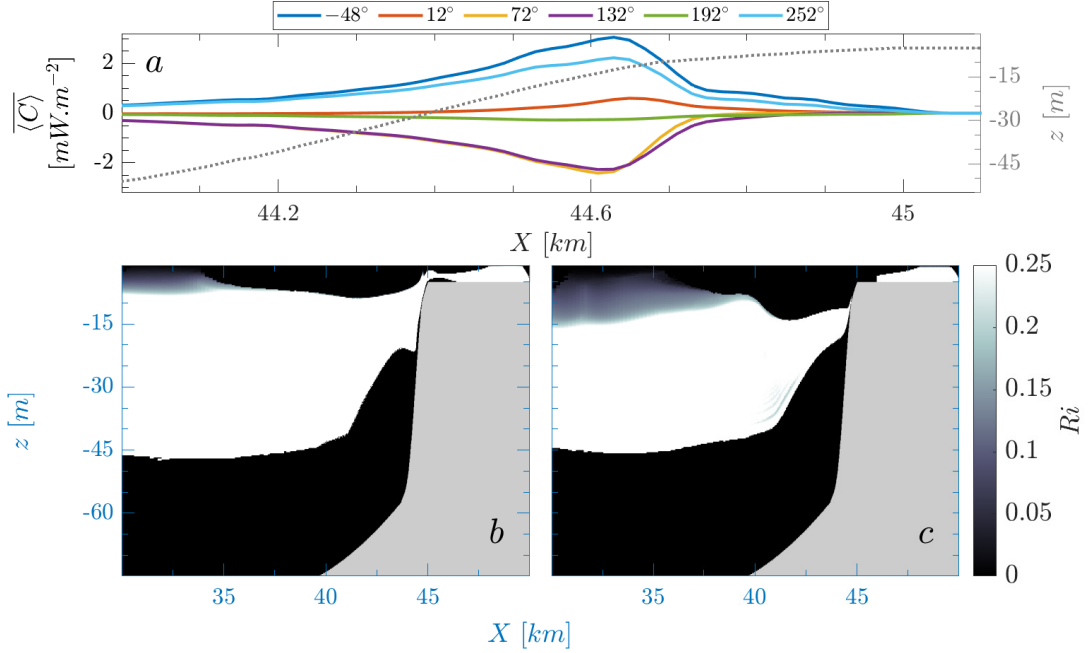 −48° 12° 72° 132° 192° 252°
a
⟨C⟩
[mW.m⁻²]
2
0
-2
-15
-30
-45
z [m]
44.2 44.6 45
X [km]
-15
-30
-45
-60
z [m]
b
c
0.25
0.2
0.15
0.1
0.05
0
Ri
35 40 45 35 40 45
X [km]